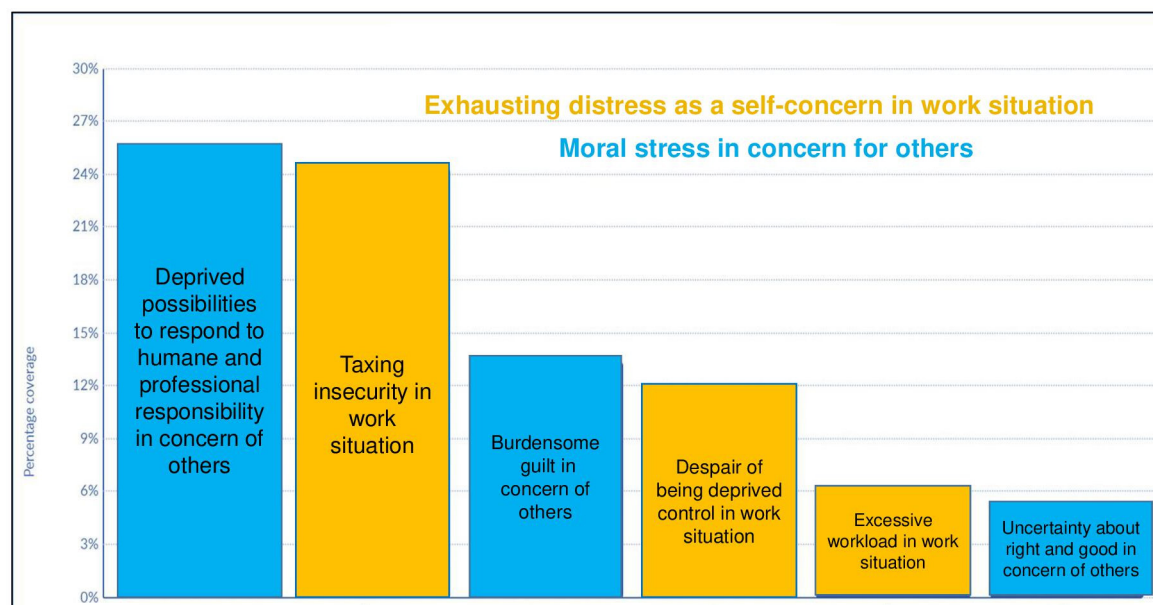 Exhausting distress as a self-concern in work situation
Moral stress in concern for others
Percentage coverage
30%
27%
24%
21%
18%
15%
12%
9%
6%
3%
0%
Deprived
possibilities
to respond to
humane and
professional
responsibility
in concern of
others
Taxing
insecurity in
work
situation
Burdensome
guilt in
concern of
others
Despair of
being deprived
control in work
situation
Excessive
workload in work
situation
Uncertainty about
right and good in
concern of others